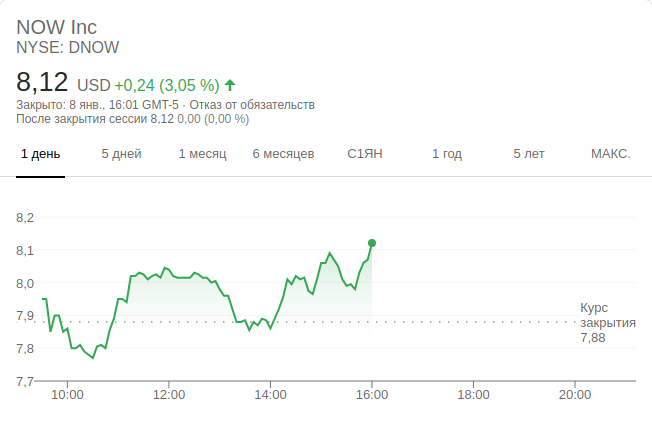 NOW Inc
NYSE: DNOW
8,12 USD +0,24 (3,05 %)
Закрыто: 8 янв., 16:01 GMT-5 · Отказ от обязательств
После закрытия сессии 8,12 0,00 (0,00 %)
1 день 5 дней 1 месяц 6 месяцев С1ЯН 1 год 5 лет МАКС.
8,2
8,1
8,0
7,9
7,8
7,7
Курс
закрытия
7,88
10:00 12:00 14:00 16:00 18:00 20:00